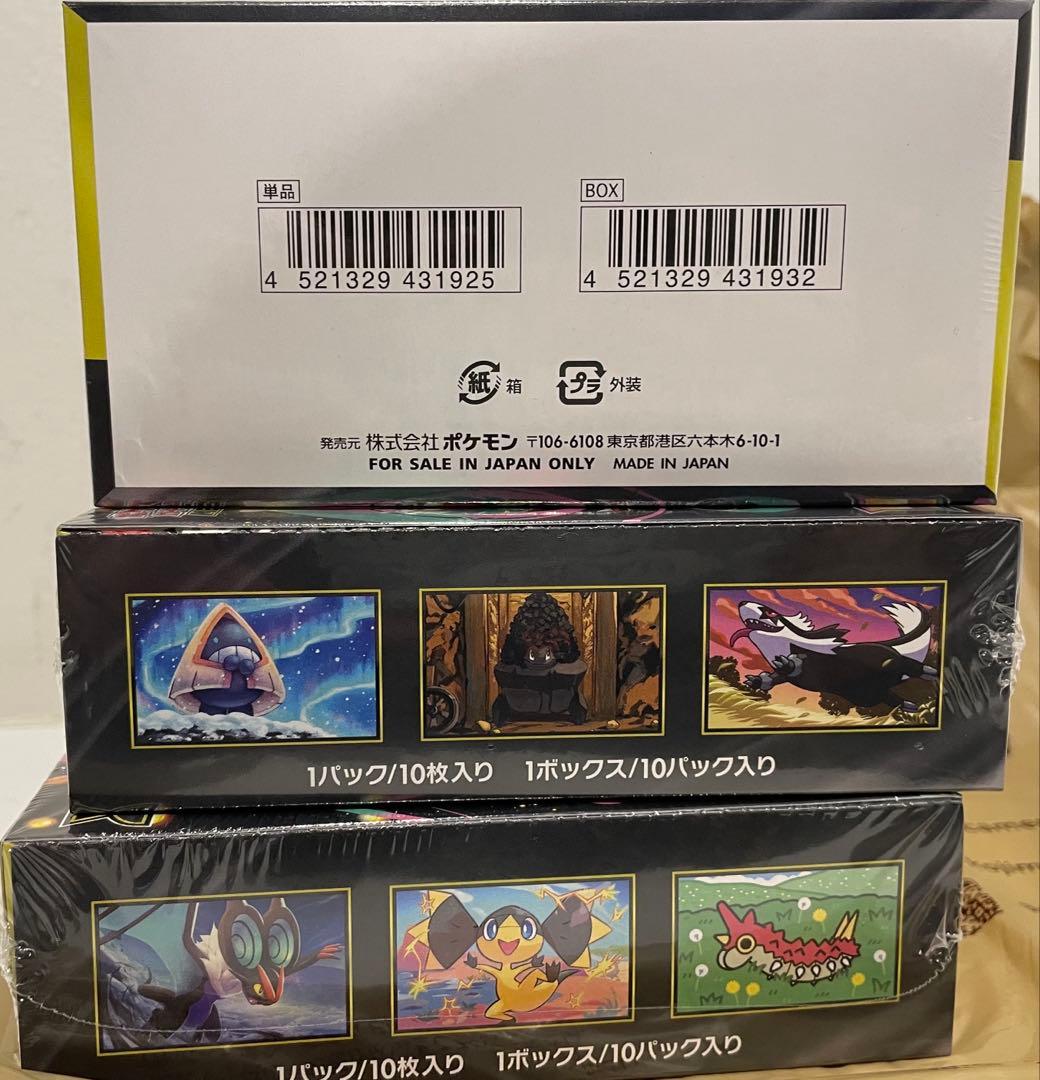 単品
BOX
4 521329 431925
4 521329 431932
紙 箱 プラ 外装
発売元 株式会社ポケモン 〒106-6108 東京都港区六本木6-10-1
FOR SALE IN JAPAN ONLY MADE IN JAPAN
1パック/10枚入り 1ボックス/10パック入り
1パック/10枚入り 1ボックス/10パック入り